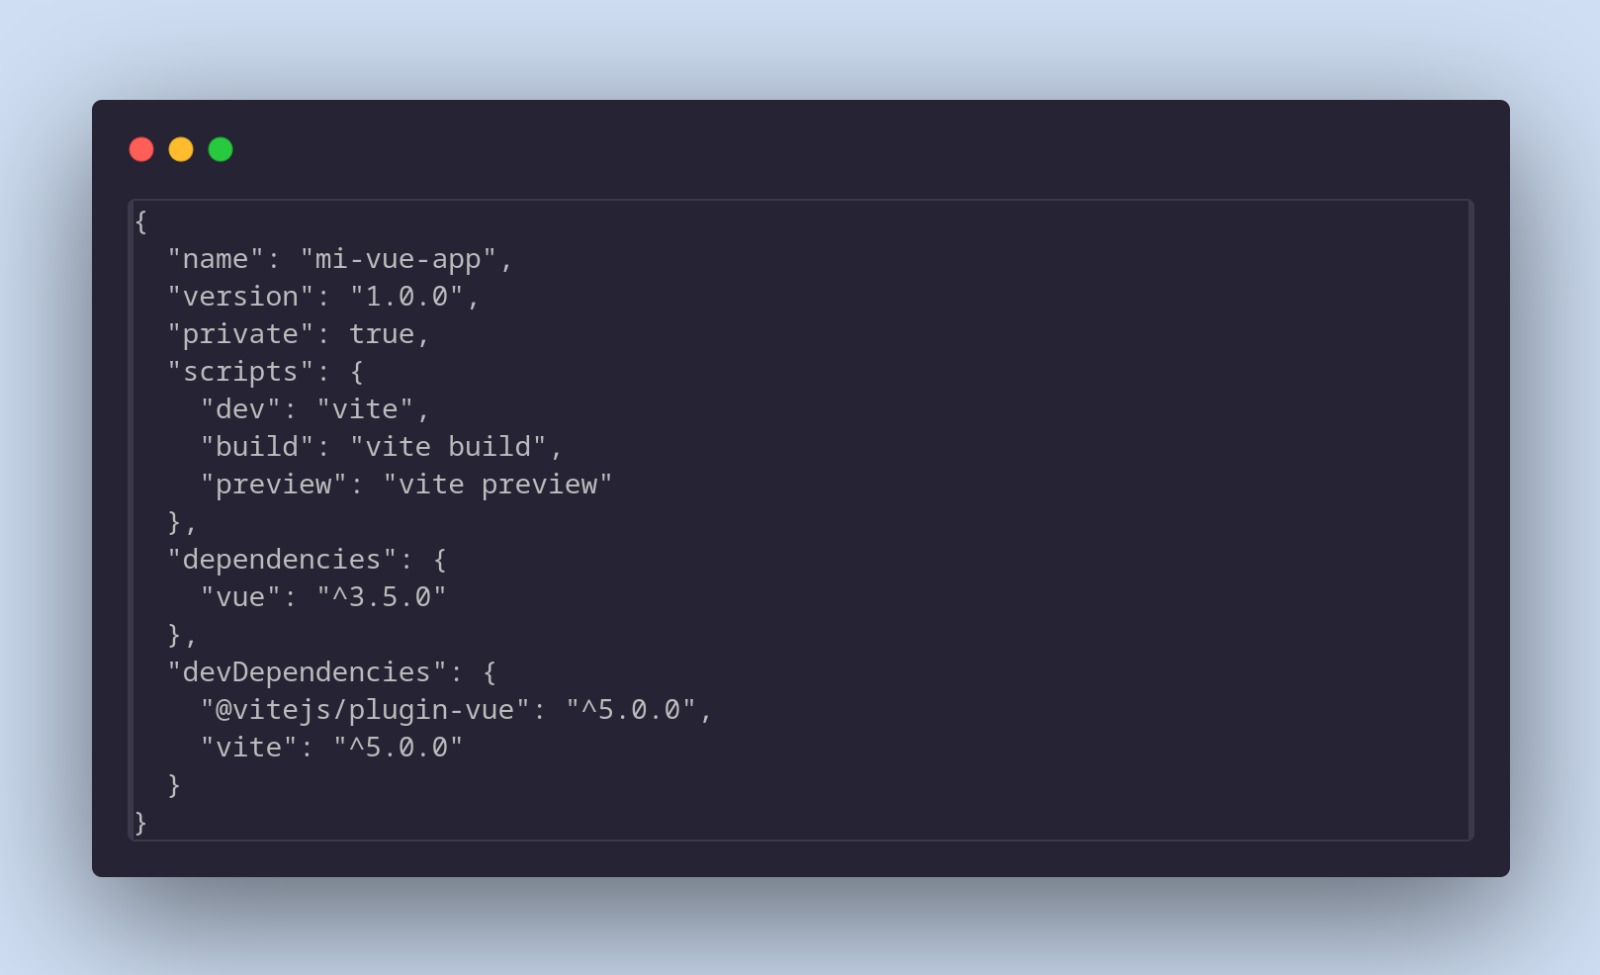 {
  "name": "mi-vue-app",
  "version": "1.0.0",
  "private": true,
  "scripts": {
    "dev": "vite",
    "build": "vite build",
    "preview": "vite preview"
  },
  "dependencies": {
    "vue": "^3.5.0"
  },
  "devDependencies": {
    "@vitejs/plugin-vue": "^5.0.0",
    "vite": "^5.0.0"
  }
}